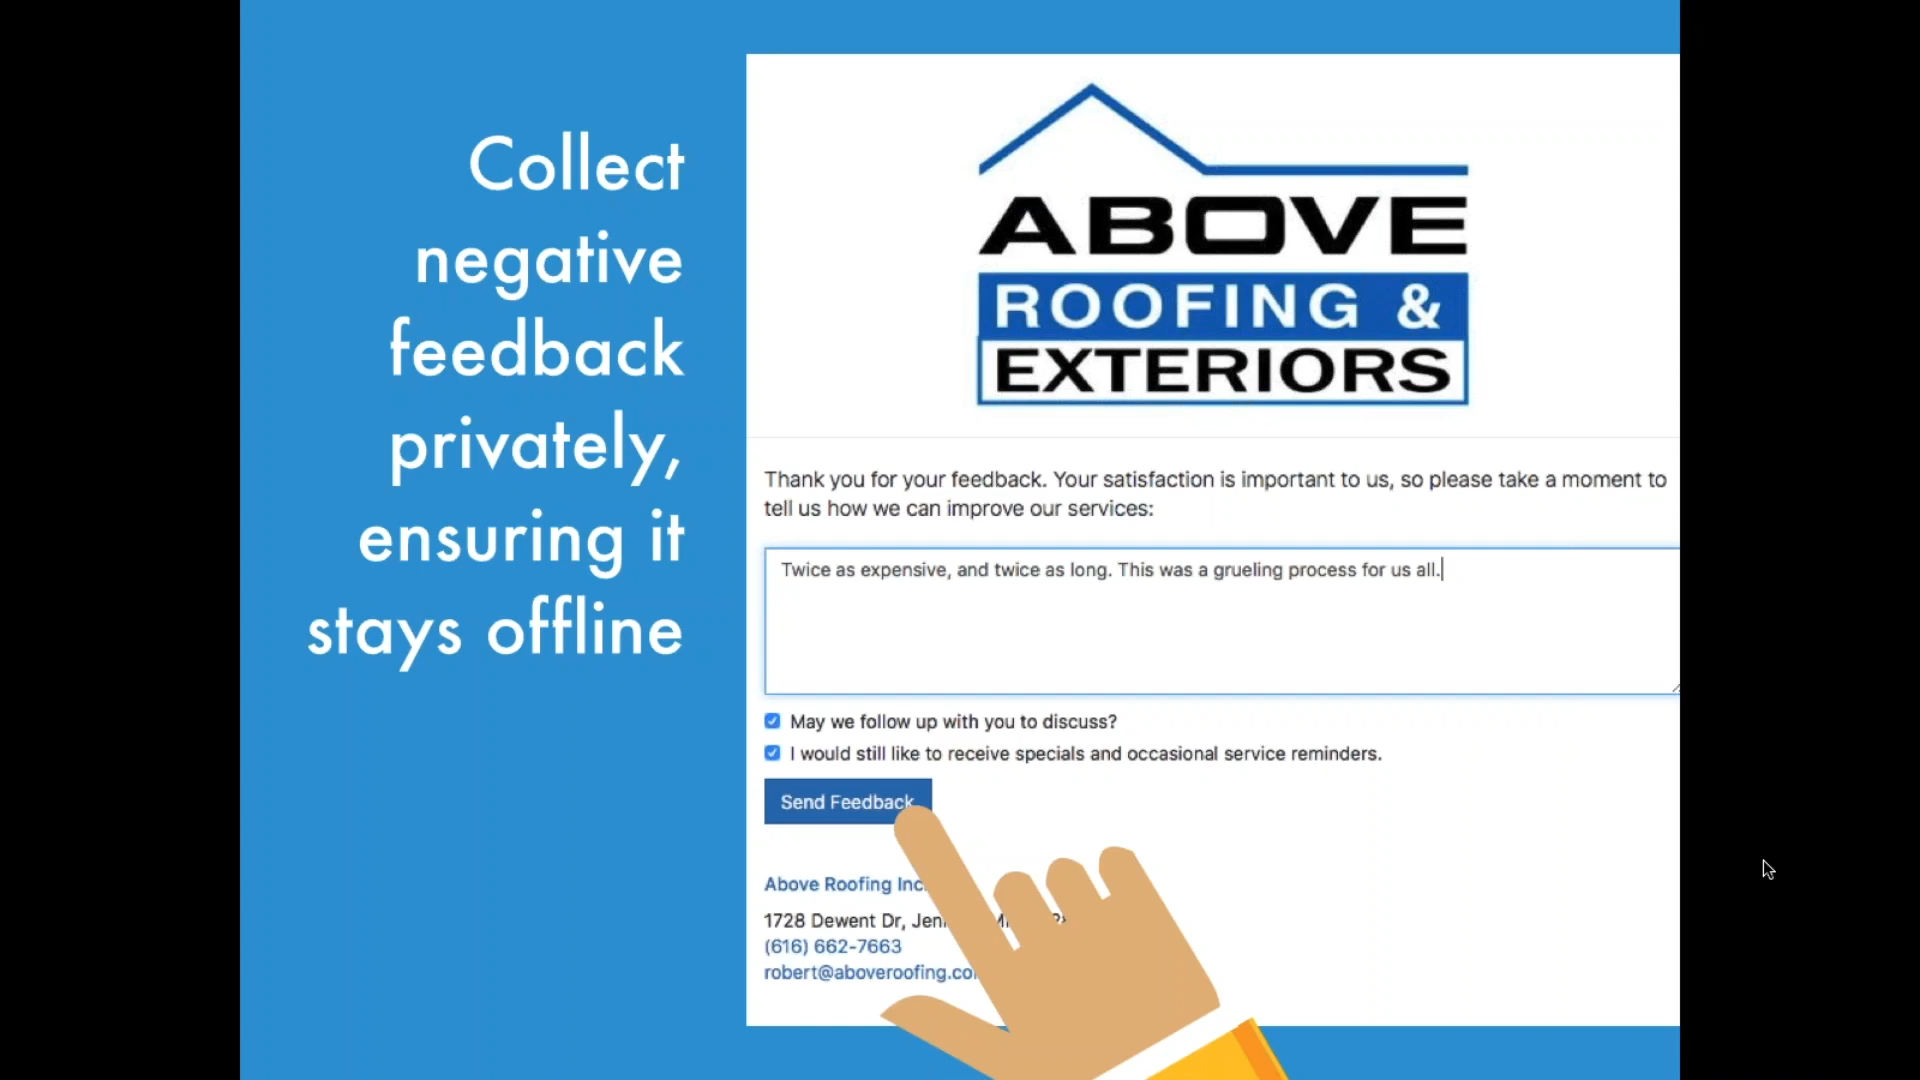 Collect
negative
feedback
privately,
ensuring it
stays offline
ABOVE
ROOFING &
EXTERIORS
Thank you for your feedback. Your satisfaction is important to us, so please take a moment to
tell us how we can improve our services:
Twice as expensive, and twice as long. This was a grueling process for us all.
May we follow up with you to discuss?
I would still like to receive specials and occasional service reminders.
Send Feedback
Above Roofing Inc
1728 Dewent Dr,
(616) 662-7663